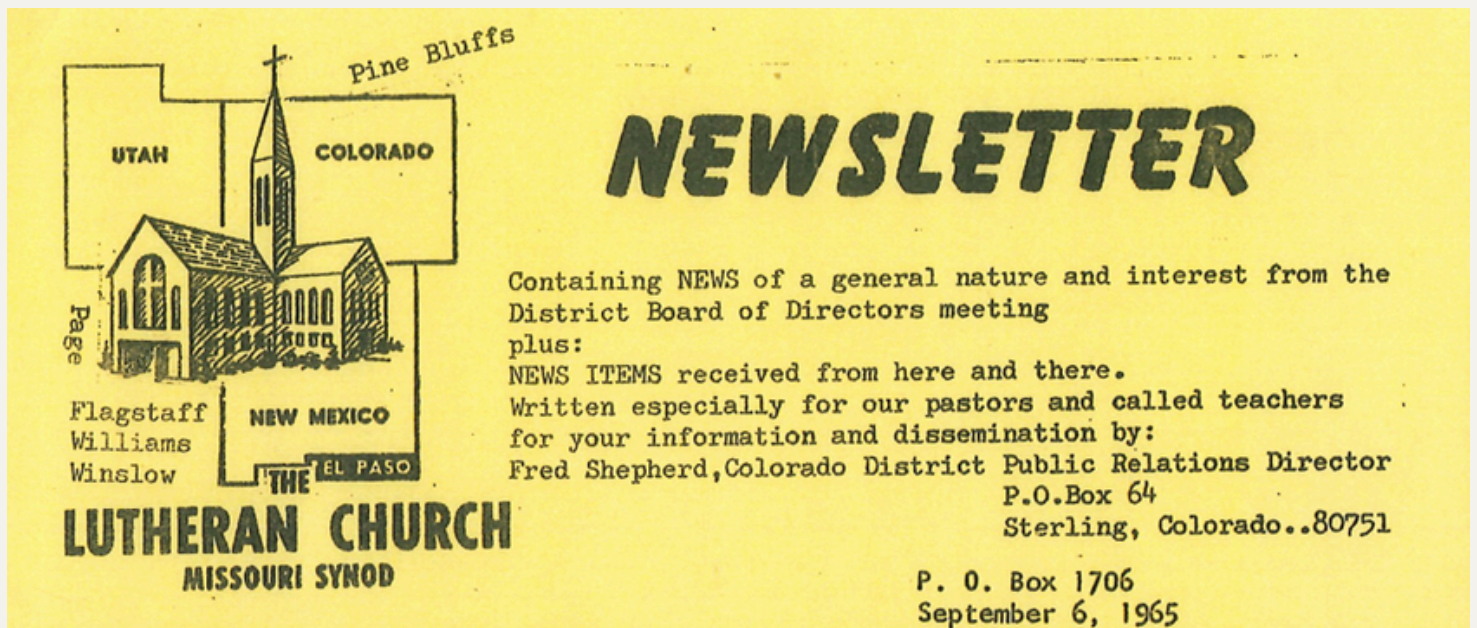 Pine Bluffs
UTAH
COLORADO
Page
Flagstaff
Williams
Winslow
NEW MEXICO
EL PASO
THE
LUTHERAN CHURCH
MISSOURI SYNOD
NEWSLETTER
Containing NEWS of a general nature and interest from the
District Board of Directors meeting
plus:
NEWS ITEMS received from here and there.
Written especially for our pastors and called teachers
for your information and dissemination by:
Fred Shepherd,Colorado District Public Relations Director
P.O.Box 64
Sterling, Colorado..80751
P. O. Box 1706
September 6, 1965